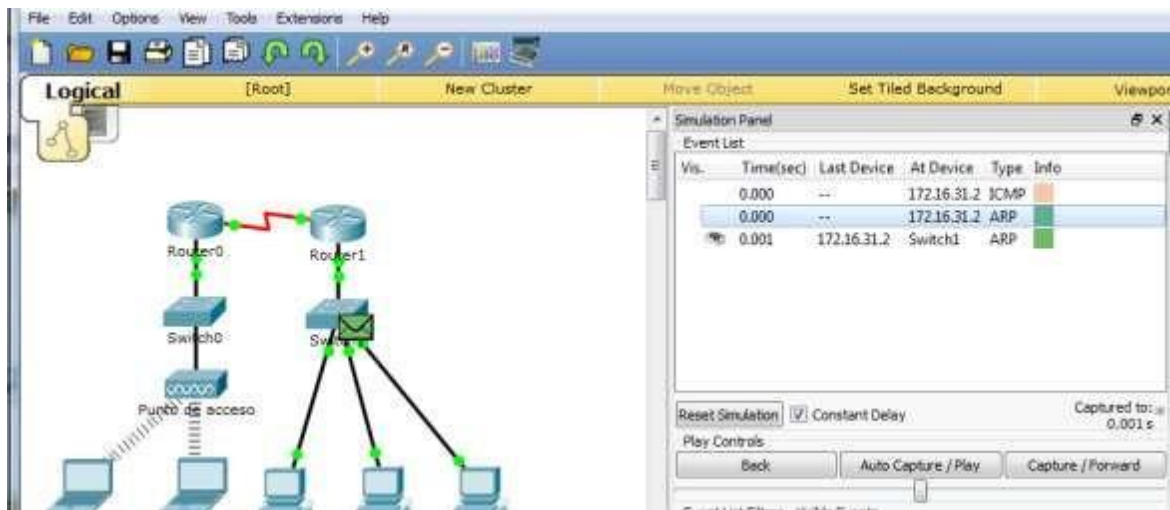 File Edit Options View Tools Extensions Help
Logical [Root] New Cluster Move Object Set Tiled Background Viewpor
Simulation Panel
Event List
Vis. Time(sec) Last Device At Device Type Info
0.000 -- 172.16.31.2 ICMP
0.000 -- 172.16.31.2 ARP
0.001 172.16.31.2 Switch1 ARP
Router0
Router1
Switch0
Punto de acceso
Reset Simulation Constant Delay Captured to:
0.001 s
Play Controls
Back Auto Capture / Play Capture / Forward